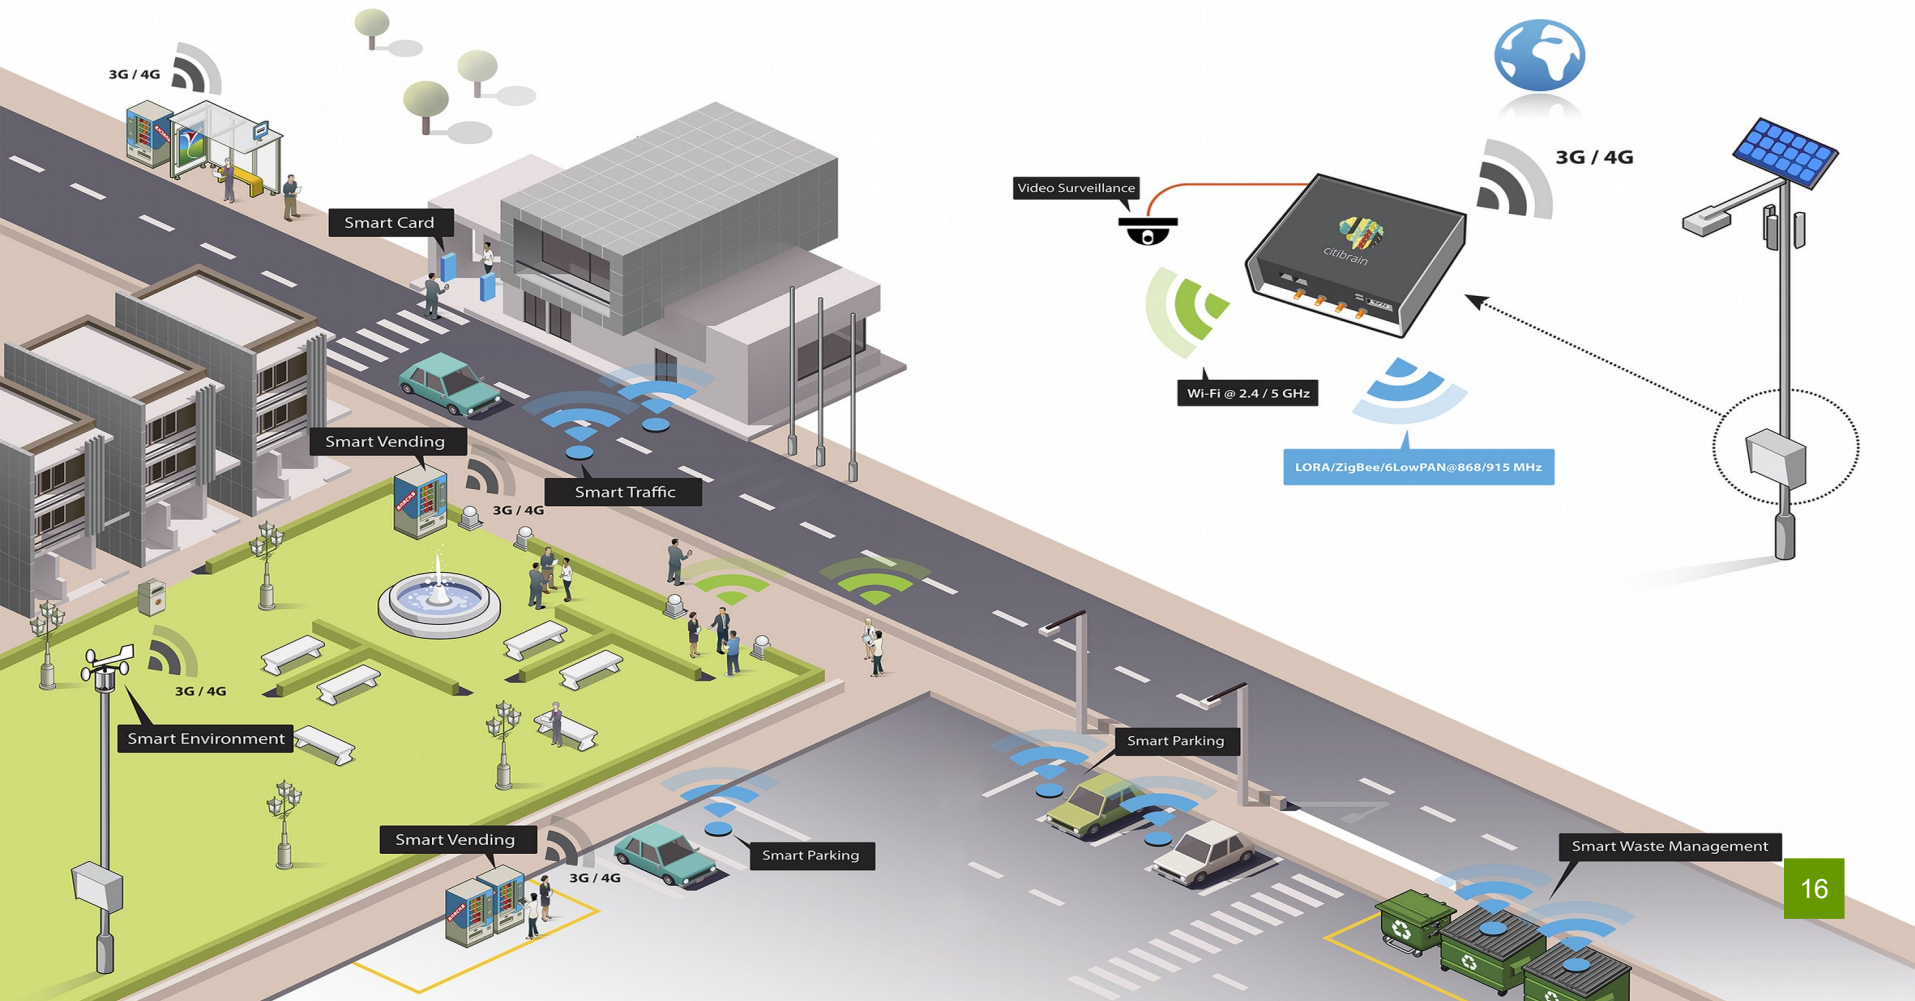 3G / 4G
3G / 4G
Video Surveillance
Smart Card
citibrain
Wi-Fi @ 2.4 / 5 GHz
Smart Vending
LORA/ZigBee/6LowPAN@868/915 MHz
SNACKS
Smart Traffic
3G / 4G
3G / 4G
Smart Environment
Smart Parking
Smart Vending
Smart Parking
Smart Waste Management
3G / 4G
16
SNACKS